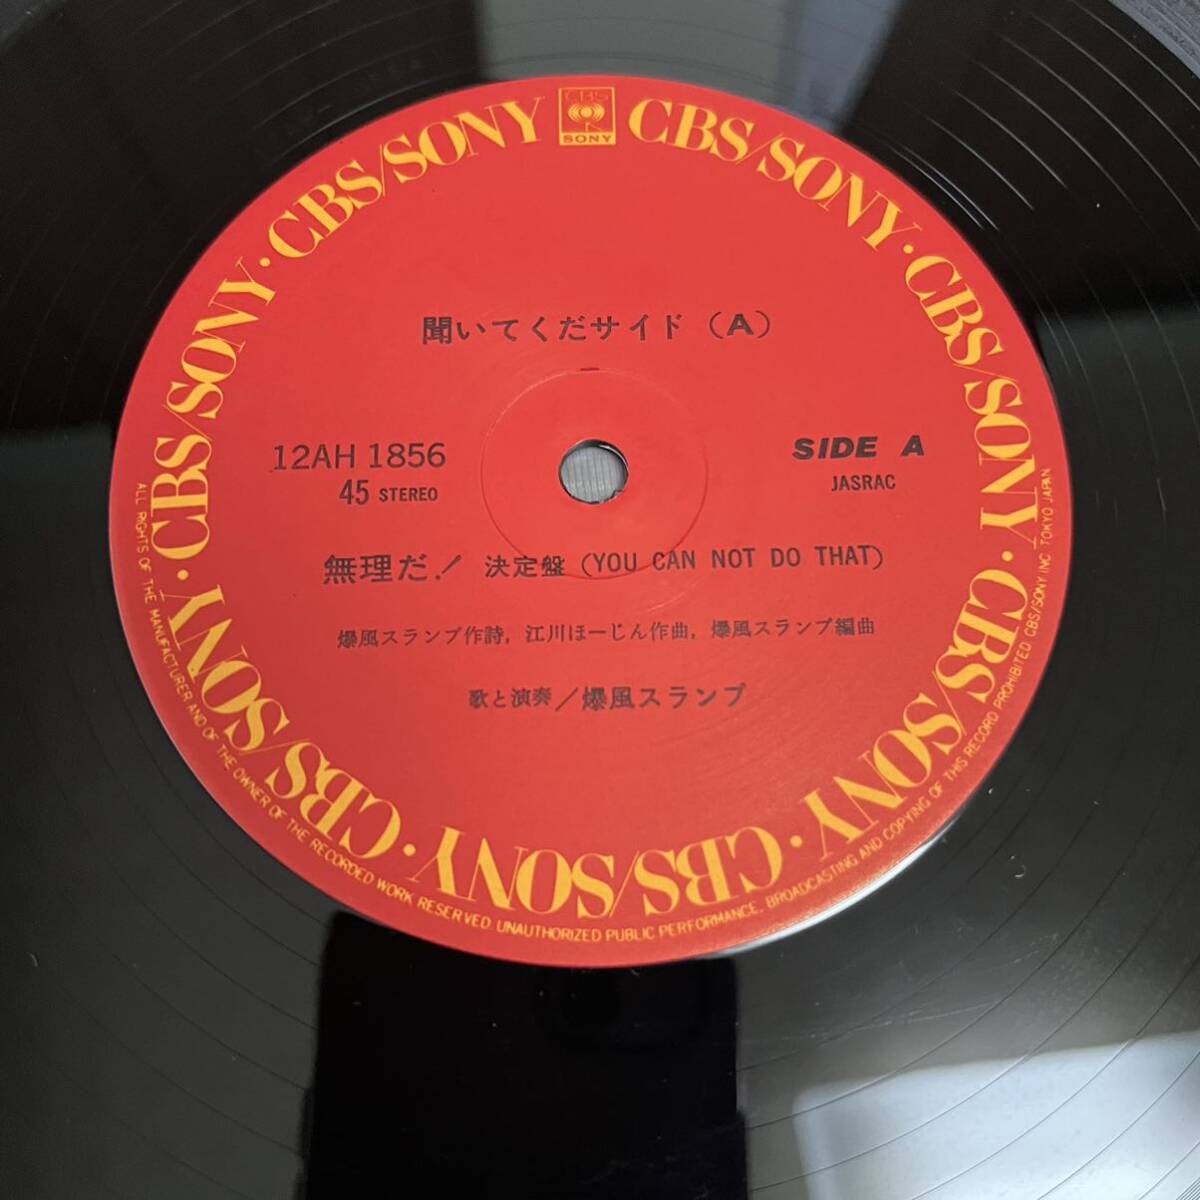 CBS
SONY
CBS/SONY · CBS/SONY · CBS/SONY · CBS/SONY · CBS/SONY · CBS/SONY · CBS/SONY · CBS/SONY
聞いてくだサイド (A)
12AH 1856
45 STEREO
SIDE A
JASRAC
無理だ! 決定盤 (YOU CAN NOT DO THAT)
爆風スランプ作詩, 江川ほーじん作曲, 爆風スランプ編曲
歌と演奏/爆風スランプ
ALL RIGHTS OF THE MANUFACTURER AND OF THE OWNER OF THE RECORDED WORK RESERVED. UNAUTHORIZED PUBLIC PERFORMANCE, BROADCASTING AND COPYING OF THIS RECORD PROHIBITED CBS/SONY INC. TOKYO JAPAN